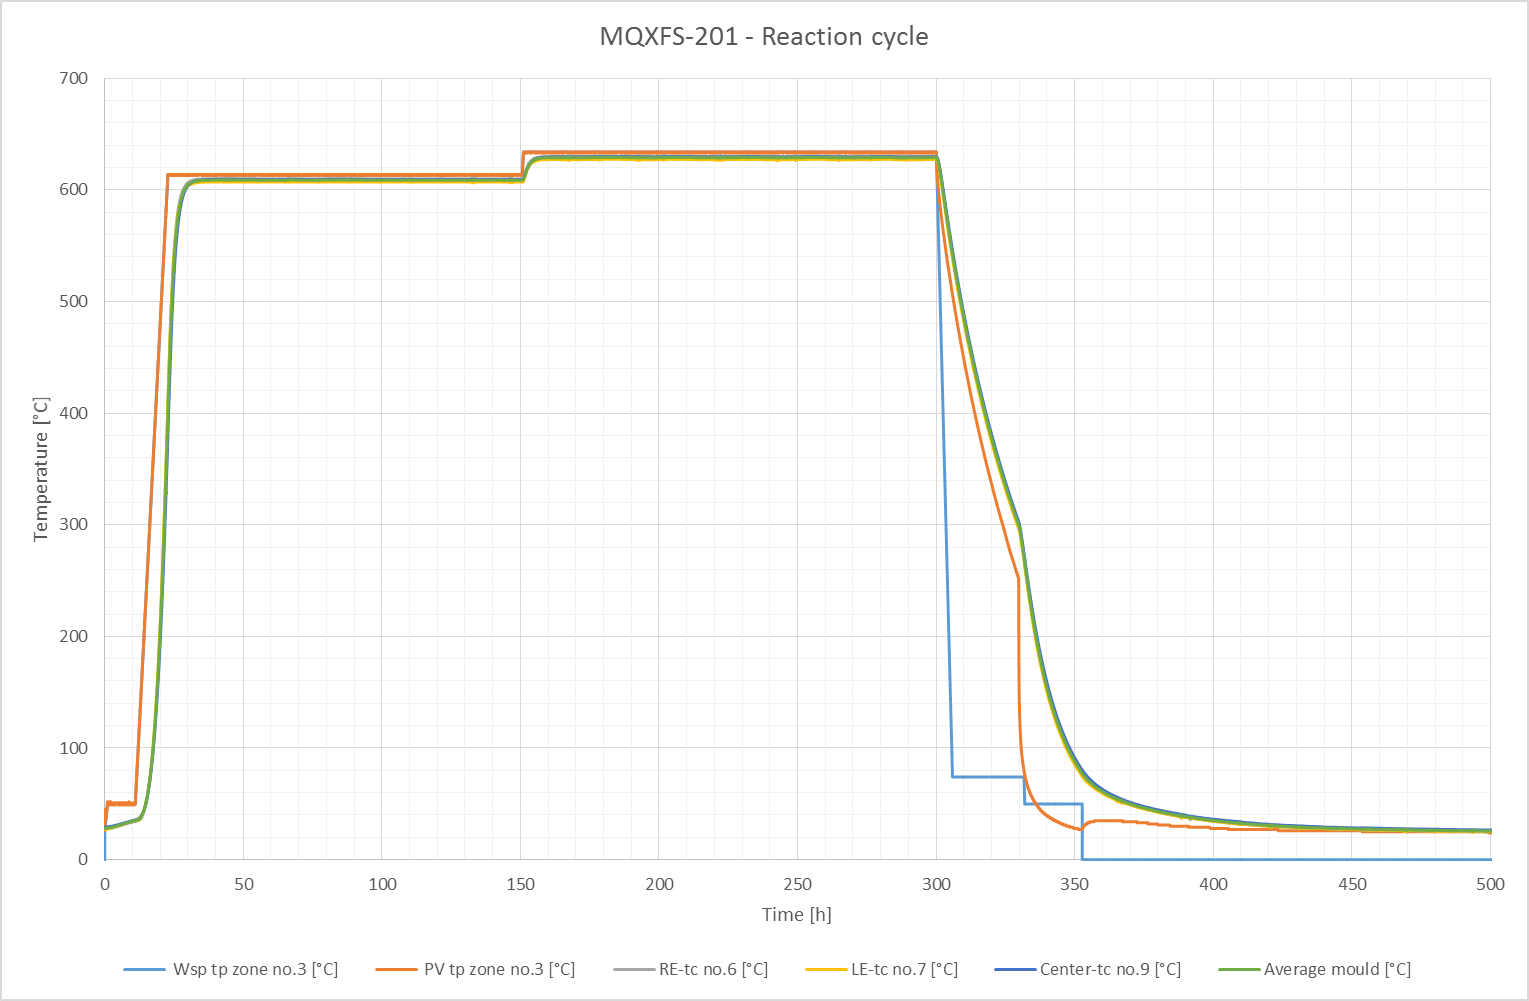 MQXFS-201 - Reaction cycle
700
600
500
400
300
200
100
0
Temperature [°C]
0 50 100 150 200 250 300 350 400 450 500
Time [h]
Wsp tp zone no.3 [°C] PV tp zone no.3 [°C] RE-tc no.6 [°C] LE-tc no.7 [°C] Center-tc no.9 [°C] Average mould [°C]